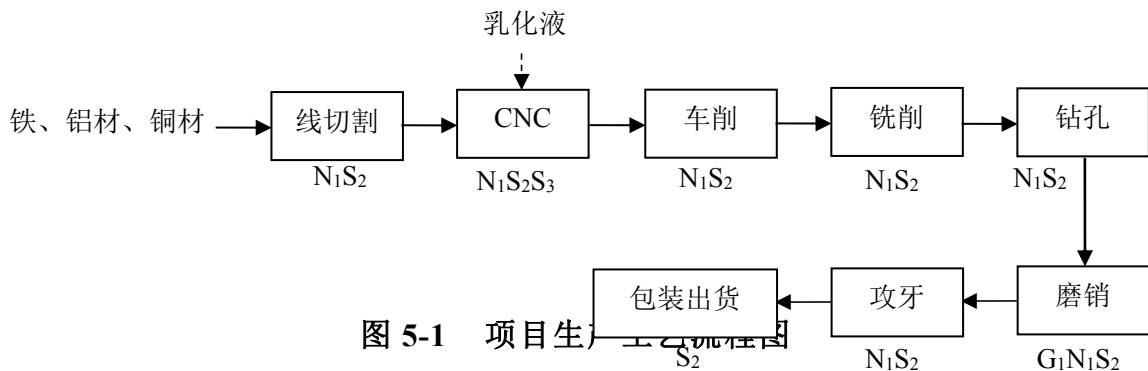 乳化液
铁、铝材、铜材 线切割 CNC 车削 铣削 钻孔
N₁S₂ N₁S₂S₃ N₁S₂ N₁S₂ N₁S₂
包装出货 攻牙 磨销
S₂ N₁S₂ G₁N₁S₂
图 5-1 项目生产工艺流程图